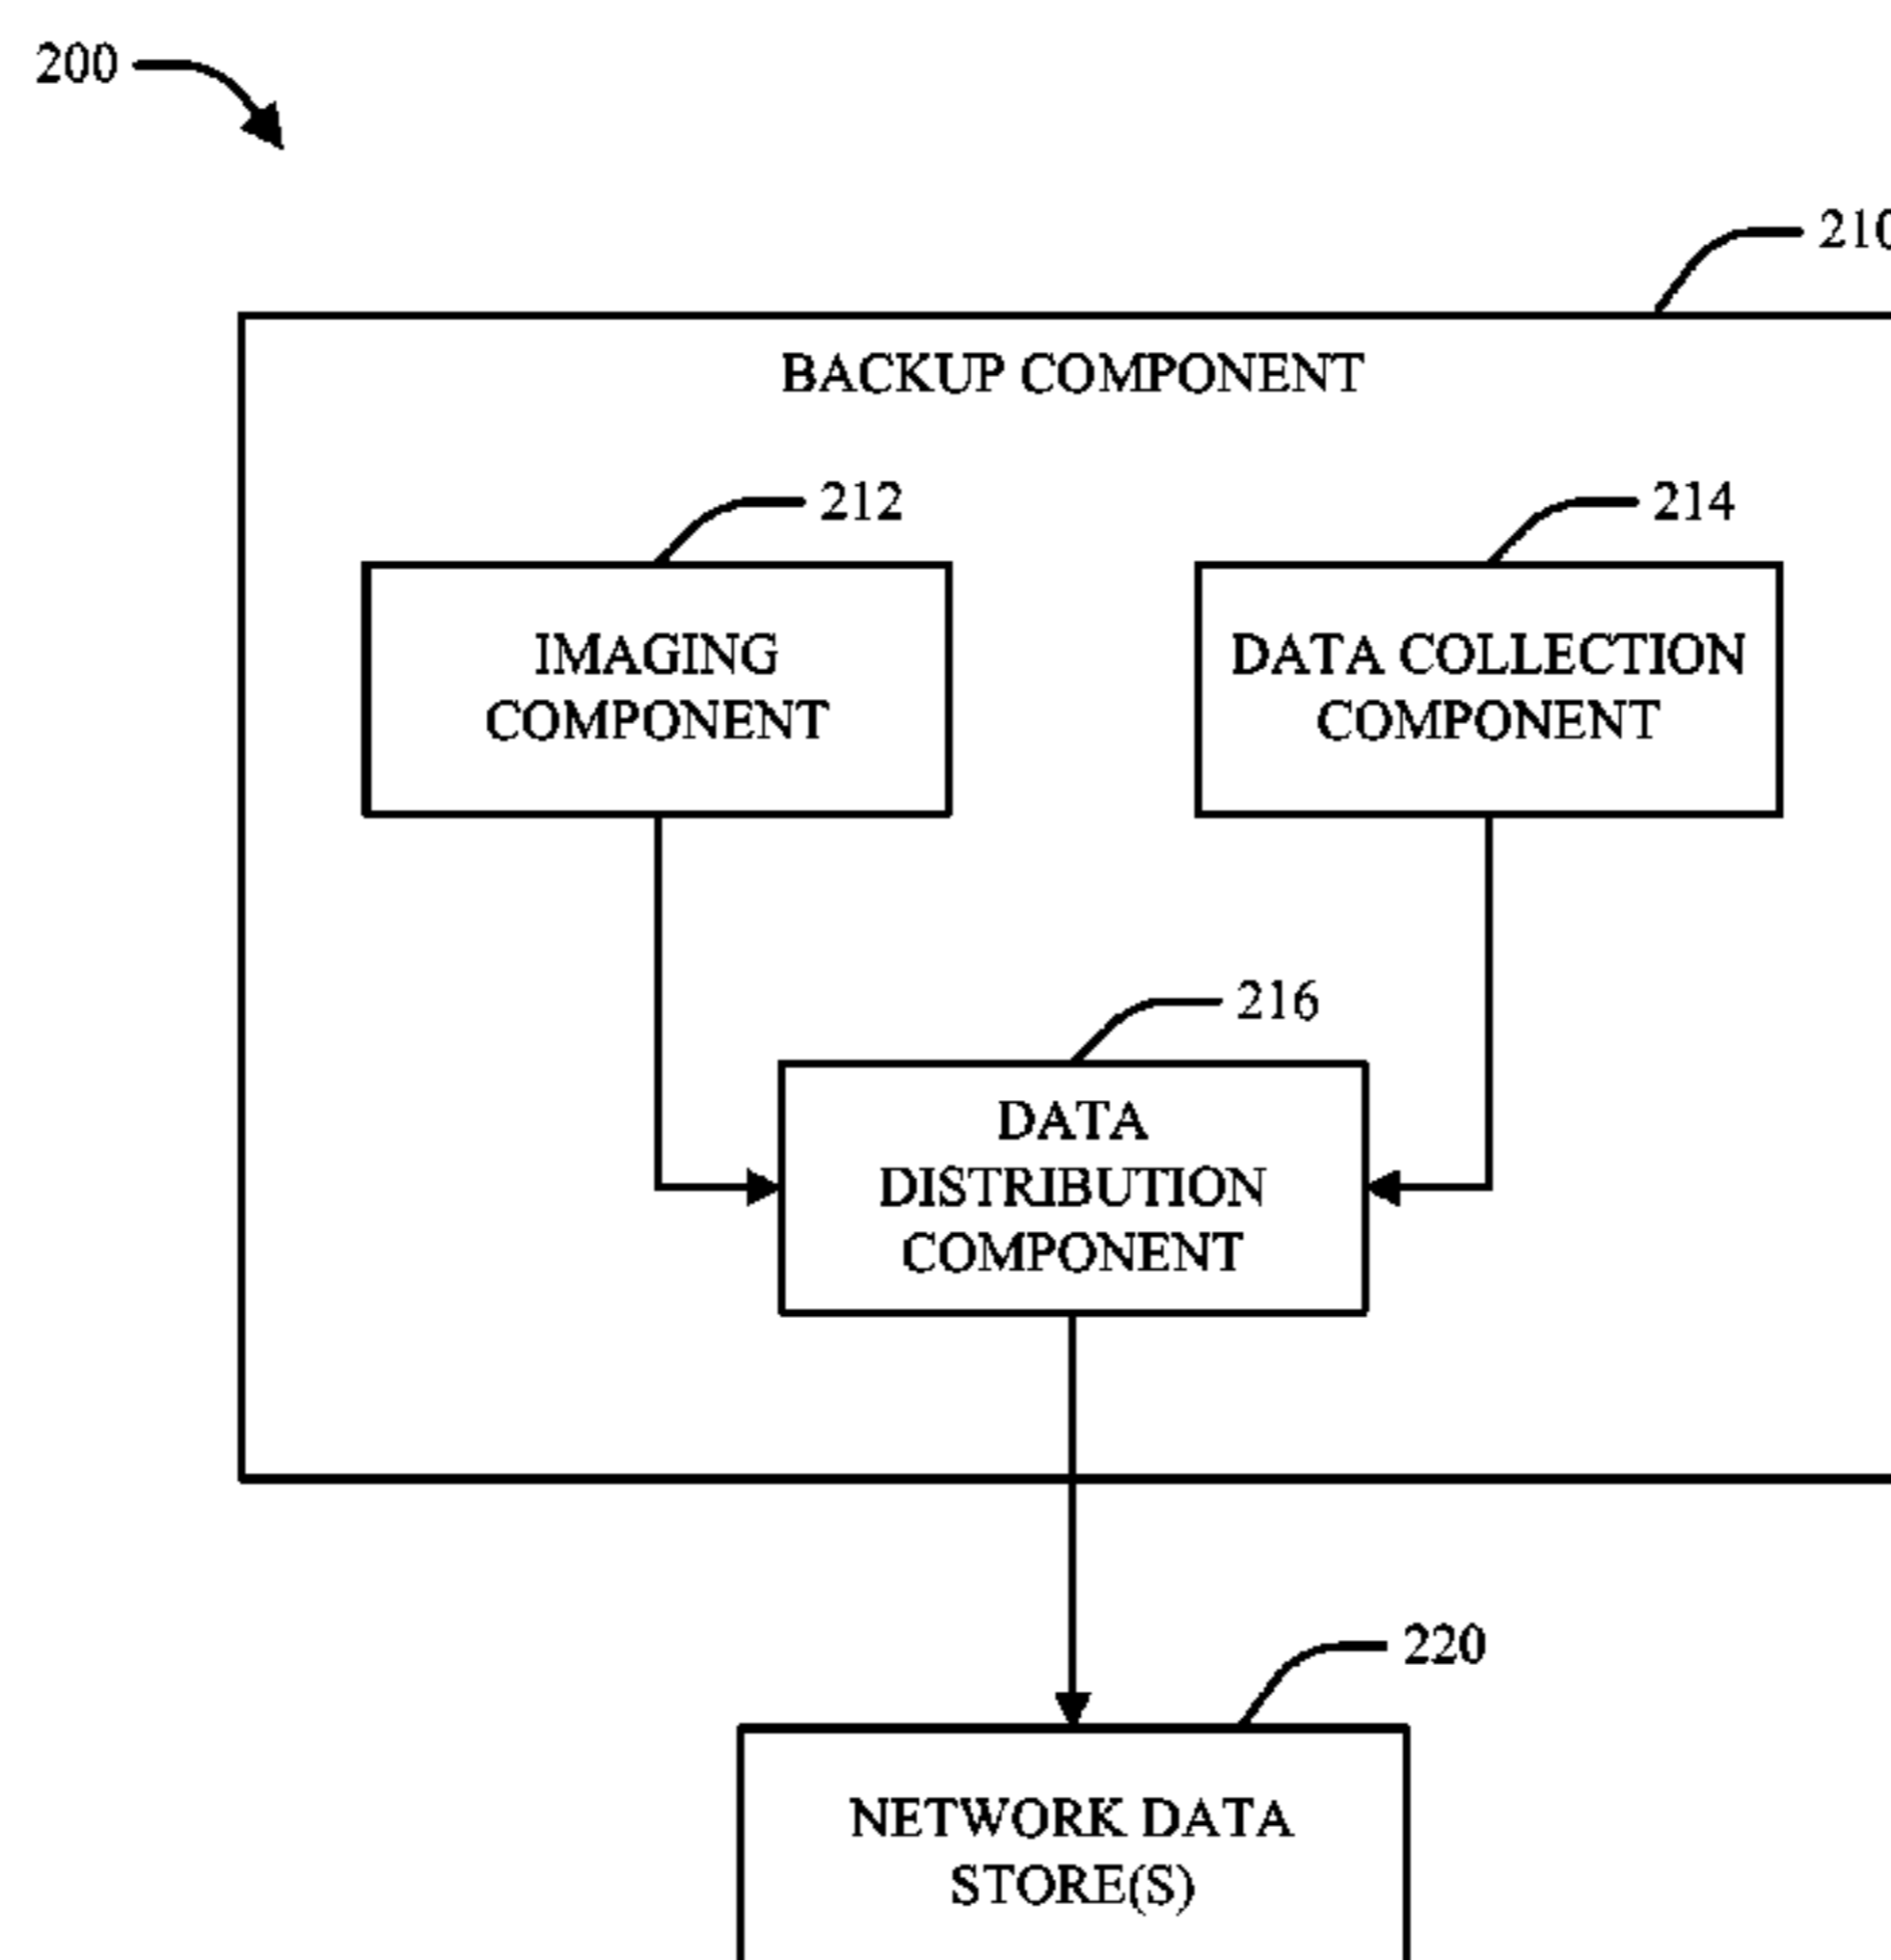 200
210
BACKUP COMPONENT
212
214
IMAGING
COMPONENT
DATA COLLECTION
COMPONENT
216
DATA
DISTRIBUTION
COMPONENT
220
NETWORK DATA
STORE(S)